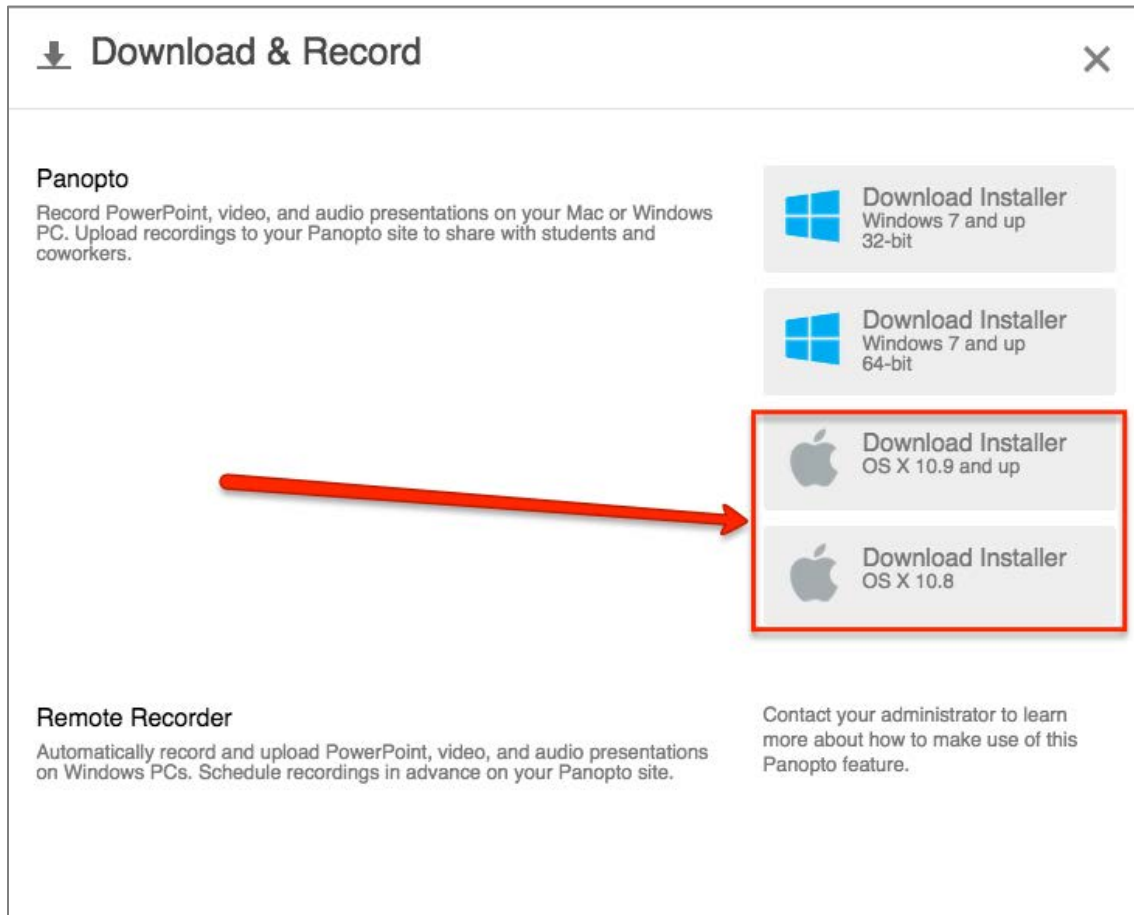 Download & Record
Panopto
Record PowerPoint, video, and audio presentations on your Mac or Windows
PC. Upload recordings to your Panopto site to share with students and
coworkers.
Download Installer
Windows 7 and up
32-bit
Download Installer
Windows 7 and up
64-bit
Download Installer
OS X 10.9 and up
Download Installer
OS X 10.8
Remote Recorder
Automatically record and upload PowerPoint, video, and audio presentations
on Windows PCs. Schedule recordings in advance on your Panopto site.
Contact your administrator to learn
more about how to make use of this
Panopto feature.